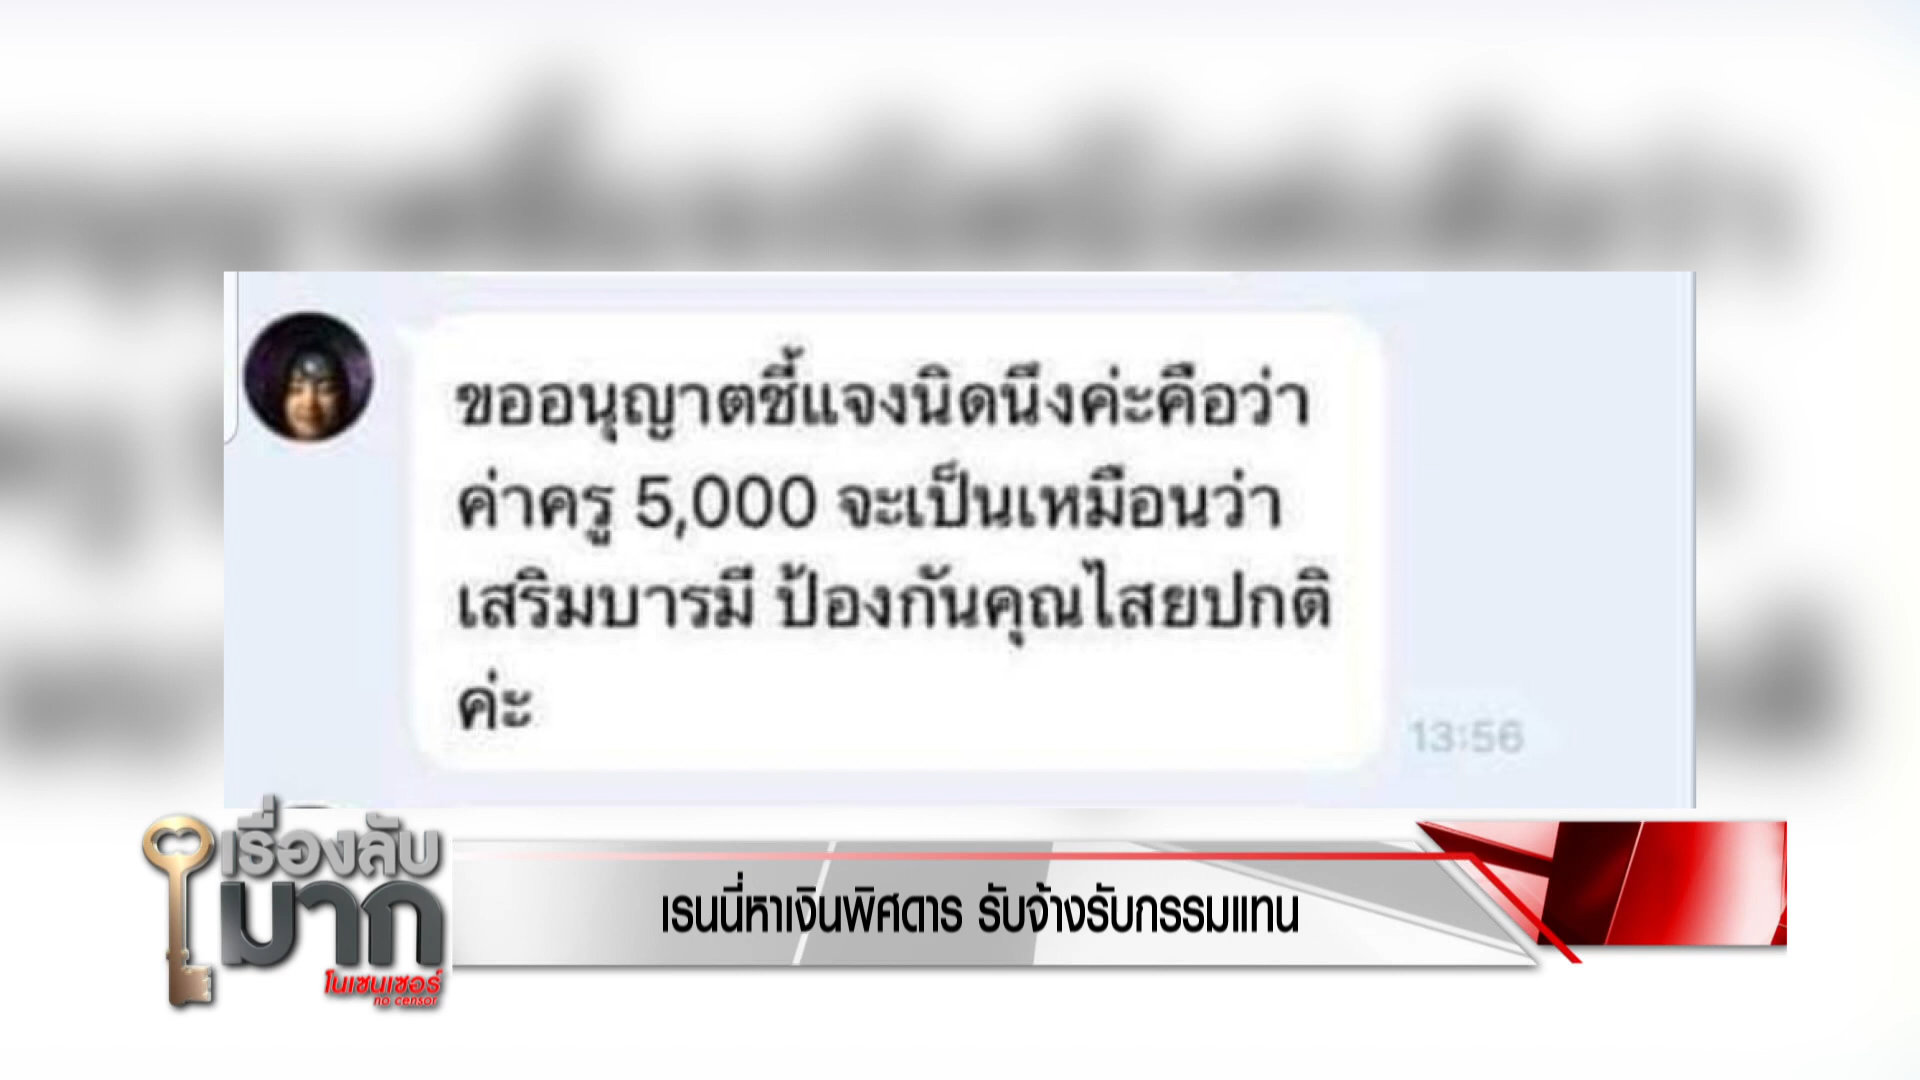 ขออนุญาตชี้แจงนิดนึงค่ะคือว่า
ค่าครู 5,000 จะเป็นเหมือนว่า
เสริมบารมี ป้องกันคุณไสยปกติ
ค่ะ
13:56
เรื่องลับ
มาก
โนเซนเซอร์
no censor
เรนนี่หาเงินพิศดาร รับจ้างรับกรรมแทน